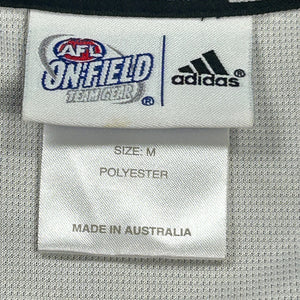 AFL
ON-FIELD
TEAM GEAR ®
adidas
SIZE: M
POLYESTER
MADE IN AUSTRALIA